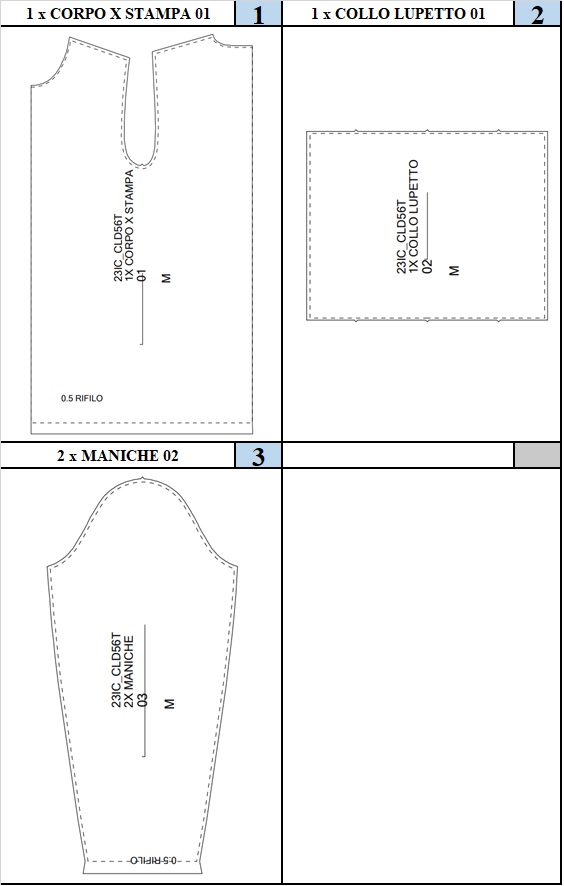 1 x CORPO X STAMPA 01
1
23IC_CLD56T
1X CORPO X STAMPA
01
M
0.5 RIFILO
1 x COLLO LUPETTO 01
2
23IC_CLD56T
1X COLLO LUPETTO
02
M
2 x MANICHE 02
3
23IC_CLD56T
2X MANICHE
03
M
0.5 RIFILO